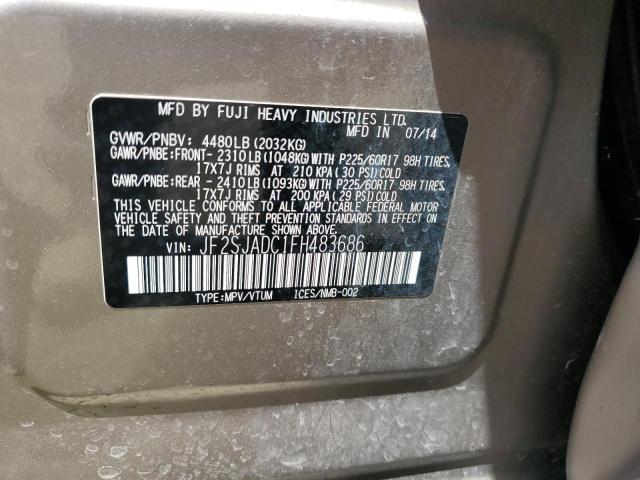 MFD BY FUJI HEAVY INDUSTRIES LTD.
MFD IN 07/14
GVWR/PNBV: 4480LB (2032KG)
GAWR/PNBE:FRONT- 2310LB (1048KG) WITH P225/60R17 98H TIRES,
17X7J RIMS AT 210 KPA (30 PSI) COLD
GAWR/PNBE:REAR - 2410LB (1093KG) WITH P225/60R17 98H TIRES,
17X7J RIMS AT 200 KPA (29 PSI) COLD
THIS VEHICLE CONFORMS TO ALL APPLICABLE FEDERAL MOTOR
VEHICLE SAFETY AND THEFT PREVENTION STANDARDS IN EFFECT ON
THE DATE OF MANUFACTURE SHOWN ABOVE.
VIN: JF2SJADC1FH483686
TYPE:MPV/VTUM ICES/NMB-002